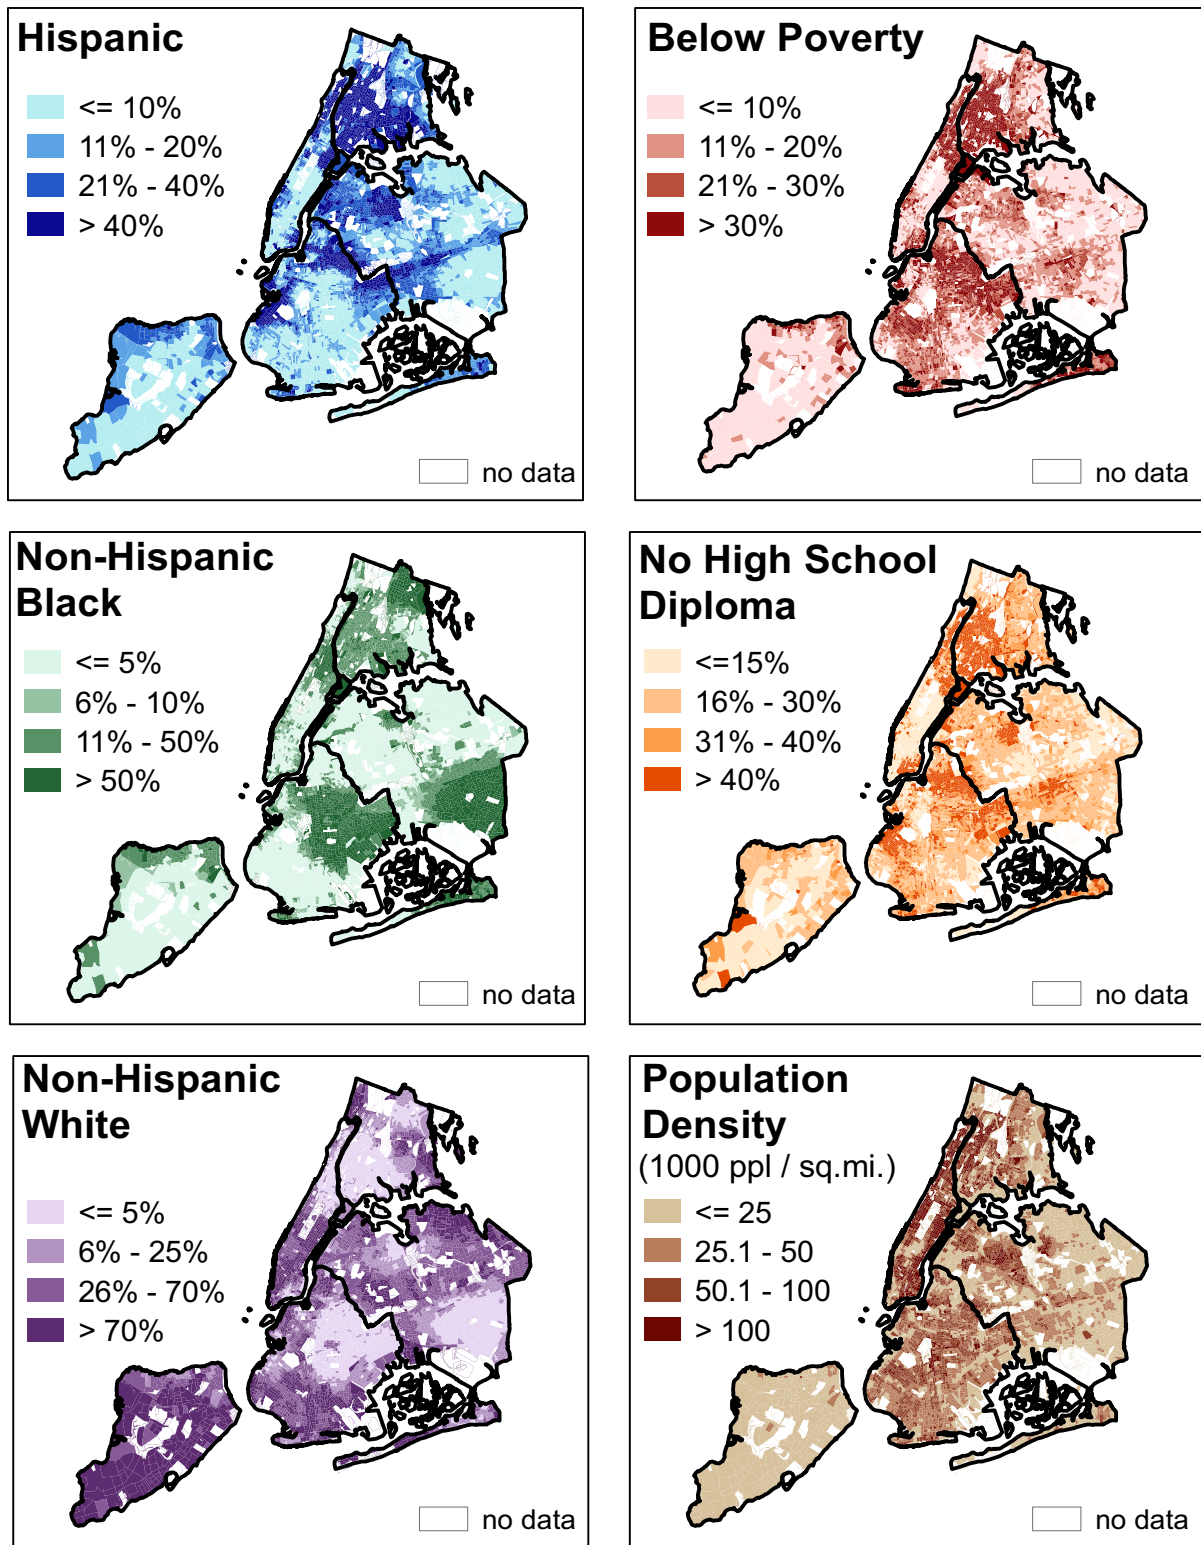 Hispanic
<= 10%
11% - 20%
21% - 40%
> 40%
no data
Below Poverty
<= 10%
11% - 20%
21% - 30%
> 30%
no data
Non-Hispanic
Black
<= 5%
6% - 10%
11% - 50%
> 50%
no data
No High School
Diploma
<=15%
16% - 30%
31% - 40%
> 40%
no data
Non-Hispanic
White
<= 5%
6% - 25%
26% - 70%
> 70%
no data
Population
Density
(1000 ppl / sq.mi.)
<= 25
25.1 - 50
50.1 - 100
> 100
no data